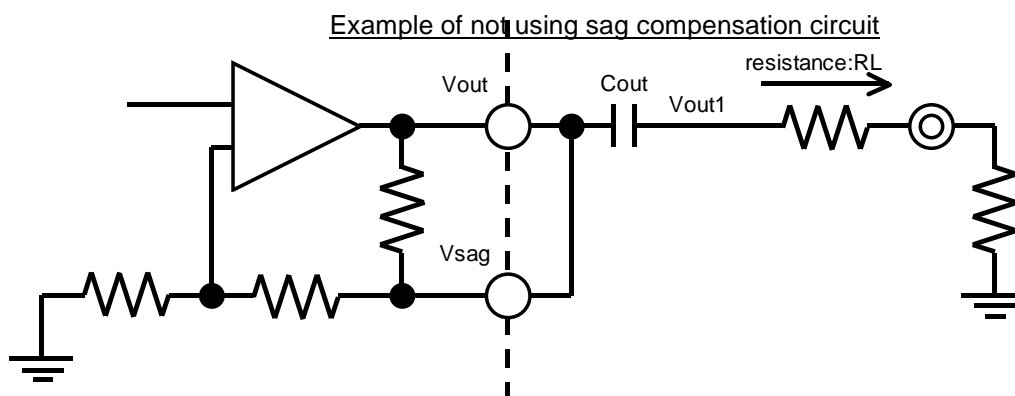 Example of not using sag compensation circuit
resistance:RL
Vout
Cout
Vout1
Vsag